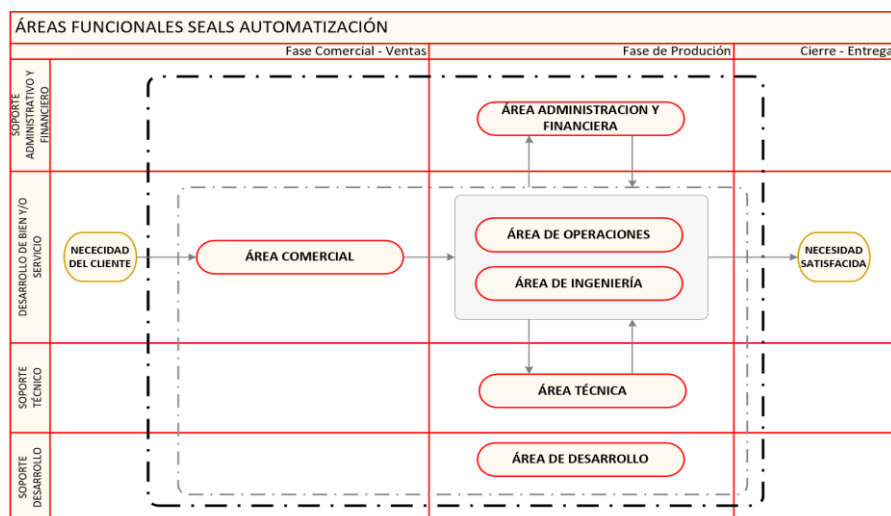 ÁREAS FUNCIONALES SEALS AUTOMATIZACIÓN
Fase Comercial - Ventas
Fase de Produción
Cierre - Entrega
SOPORTE
ADMINISTRATIVO Y
FINANCIERO
ÁREA ADMINISTRACION Y
FINANCIERA
DESARROLLO DE BIEN Y/O
SERVICIO
NECECIDAD
DEL CLIENTE
ÁREA COMERCIAL
ÁREA DE OPERACIONES
ÁREA DE INGENIERÍA
NECESIDAD
SATISFACIDA
SOPORTE
TÉCNICO
ÁREA TÉCNICA
SOPORTE
DESARROLLO
ÁREA DE DESARROLLO